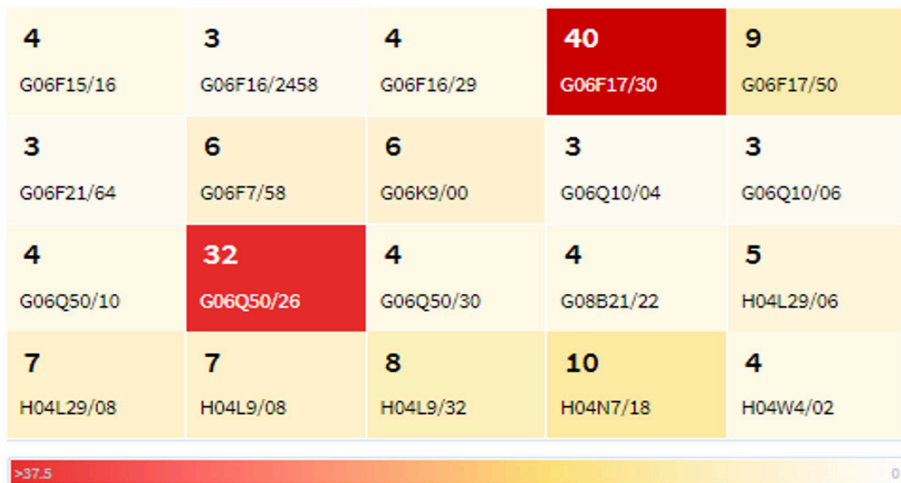 4 3 4 40 9
G06F15/16 G06F16/2458 G06F16/29 G06F17/30 G06F17/50
3 6 6 3 3
G06F21/64 G06F7/58 G06K9/00 G06Q10/04 G06Q10/06
4 32 4 4 5
G06Q50/10 G06Q50/26 G06Q50/30 G08B21/22 H04L29/06
7 7 8 10 4
H04L29/08 H04L9/08 H04L9/32 H04N7/18 H04W4/02
>37.5 0